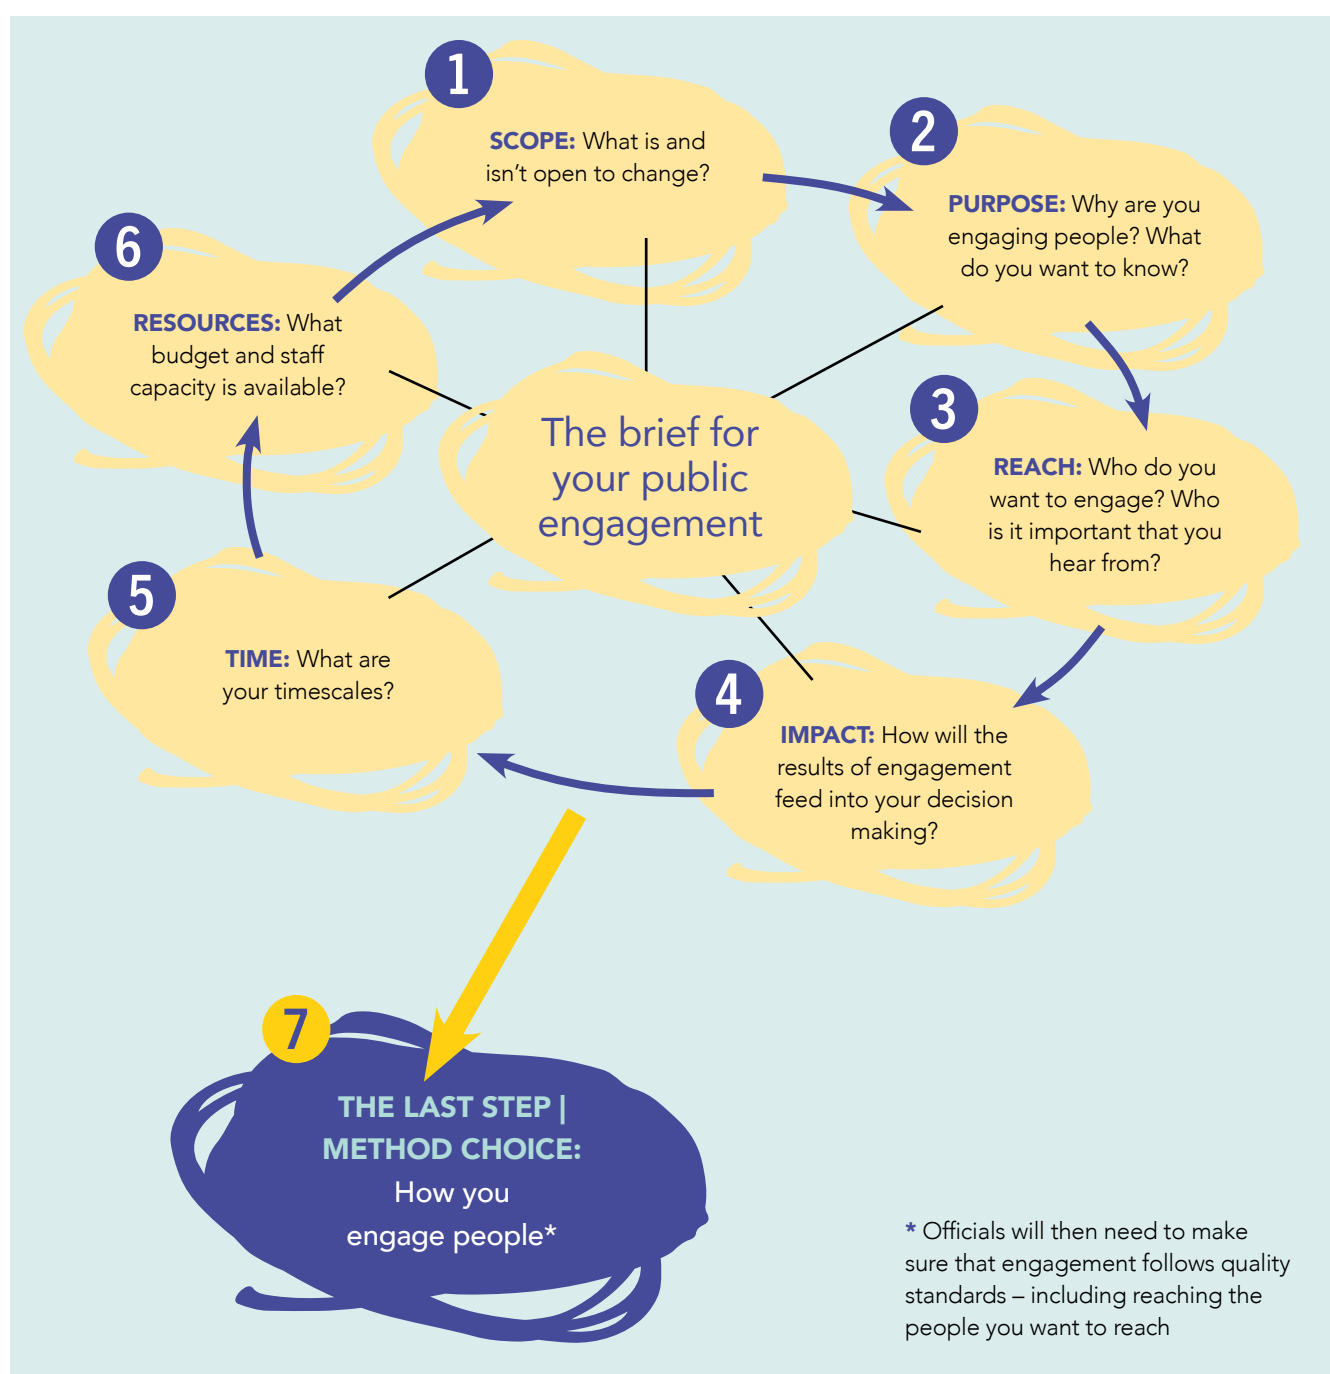 1
SCOPE: What is and
isn’t open to change?
2
PURPOSE: Why are you
engaging people? What
do you want to know?
3
REACH: Who do you
want to engage? Who
is it important that you
hear from?
4
IMPACT: How will the
results of engagement
feed into your decision
making?
5
TIME: What are
your timescales?
6
RESOURCES: What
budget and staff
capacity is available?
The brief for
your public
engagement
7
THE LAST STEP |
METHOD CHOICE:
How you
engage people*
* Officials will then need to make
sure that engagement follows quality
standards – including reaching the
people you want to reach